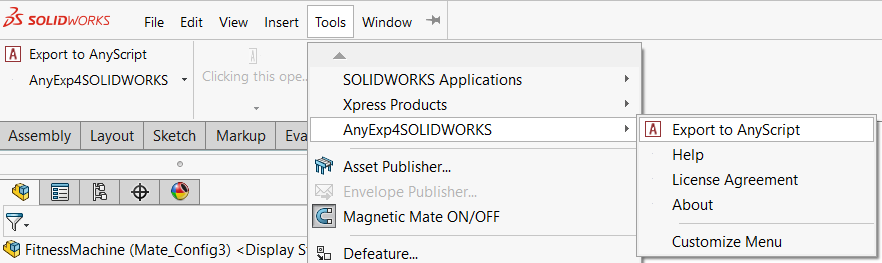 SOLIDWORKS File Edit View Insert Tools Window
A Export to AnyScript
AnyExp4SOLIDWORKS
A
Clicking this ope...
Assembly Layout Sketch Markup Eva
FitnessMachine (Mate_Config3) <Display S
SOLIDWORKS Applications
Xpress Products
AnyExp4SOLIDWORKS
Asset Publisher...
Envelope Publisher...
Magnetic Mate ON/OFF
Defeature...
A Export to AnyScript
Help
License Agreement
About
Customize Menu